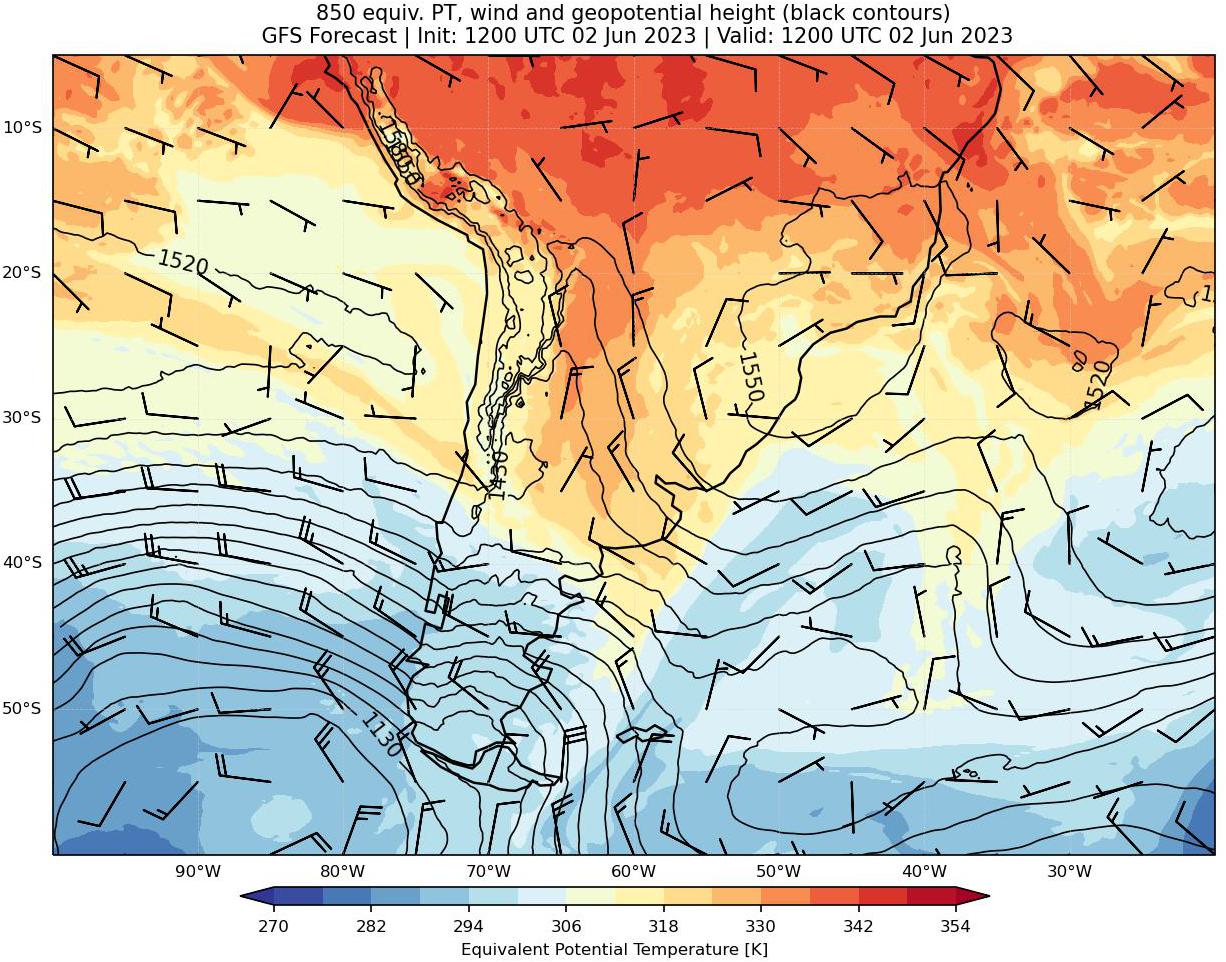 850 equiv. PT, wind and geopotential height (black contours)
GFS Forecast | Init: 1200 UTC 02 Jun 2023 | Valid: 1200 UTC 02 Jun 2023
10°S
1520
20°S
1550
1520
30°S
40°S
50°S
1130
90°W 80°W 70°W 60°W 50°W 40°W 30°W
270 282 294 306 318 330 342 354
Equivalent Potential Temperature [K]